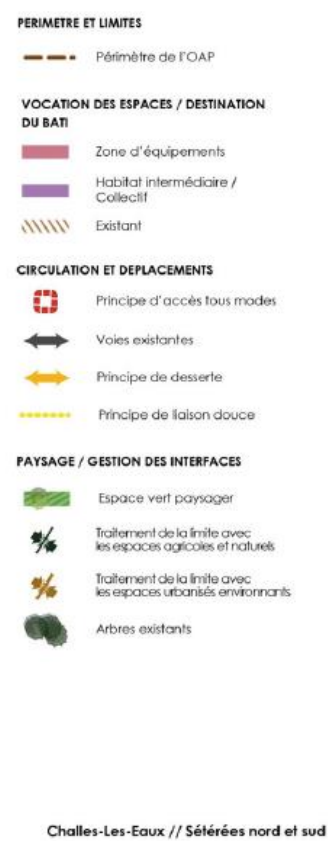 PERIMETRE ET LIMITES
Périmètre de l'OAP
VOCATION DES ESPACES / DESTINATION
DU BATI
Zone d'équipements
Habitat intermédiaire /
Collectif
Existant
CIRCULATION ET DEPLACEMENTS
Principe d'accès tous modes
Voies existantes
Principe de desserte
Principe de liaison douce
PAYSAGE / GESTION DES INTERFACES
Espace vert paysager
Traitement de la limite avec
les espaces agricoles et naturels
Traitement de la limite avec
les espaces urbanisés environnants
Arbres existants
Challes-Les-Eaux // Sétérées nord et sud